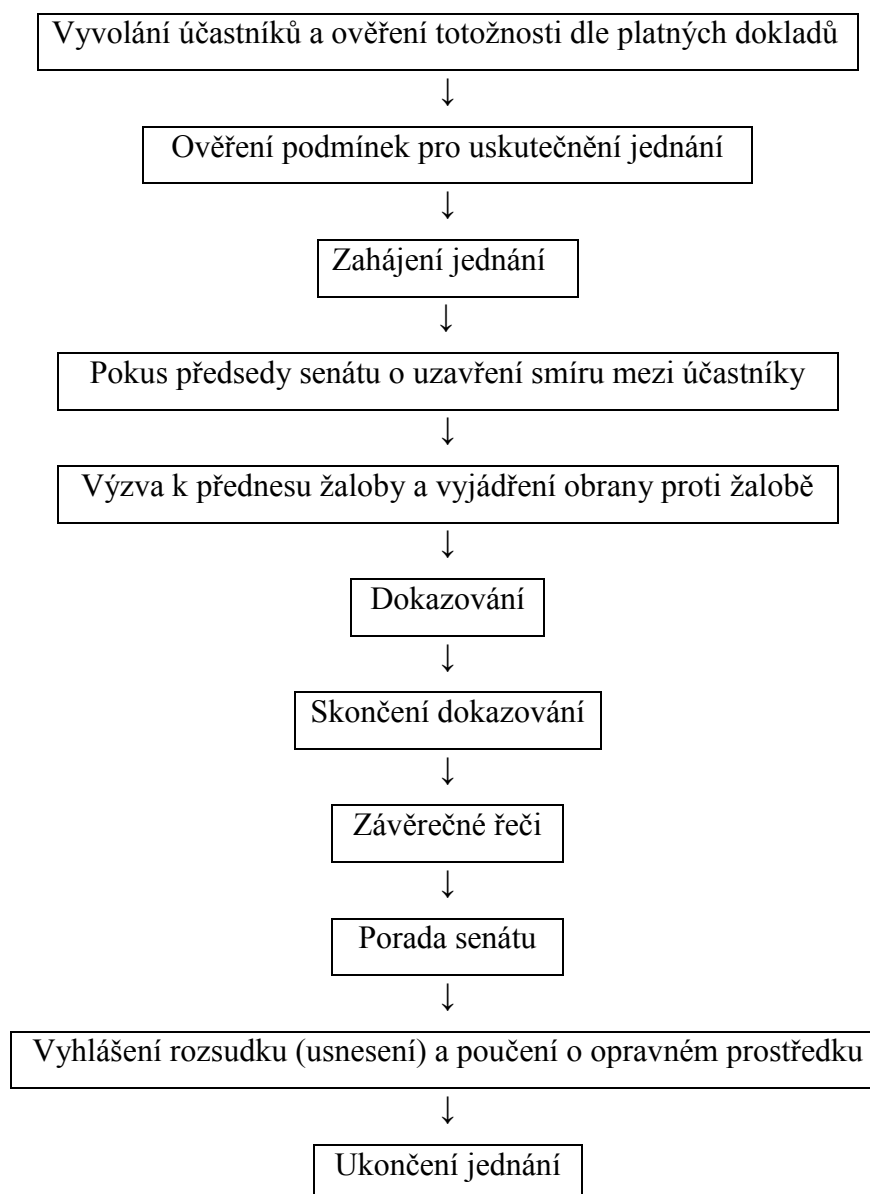 Vyvolání účastníků a ověření totožnosti dle platných dokladů
↓
Ověření podmínek pro uskutečnění jednání
↓
Zahájení jednání
↓
Pokus předsedy senátu o uzavření smíru mezi účastníky
↓
Výzva k přednesu žaloby a vyjádření obrany proti žalobě
↓
Dokazování
↓
Skončení dokazování
↓
Závěrečné řeči
↓
Porada senátu
↓
Vyhlášení rozsudku (usnesení) a poučení o opravném prostředku
↓
Ukončení jednání